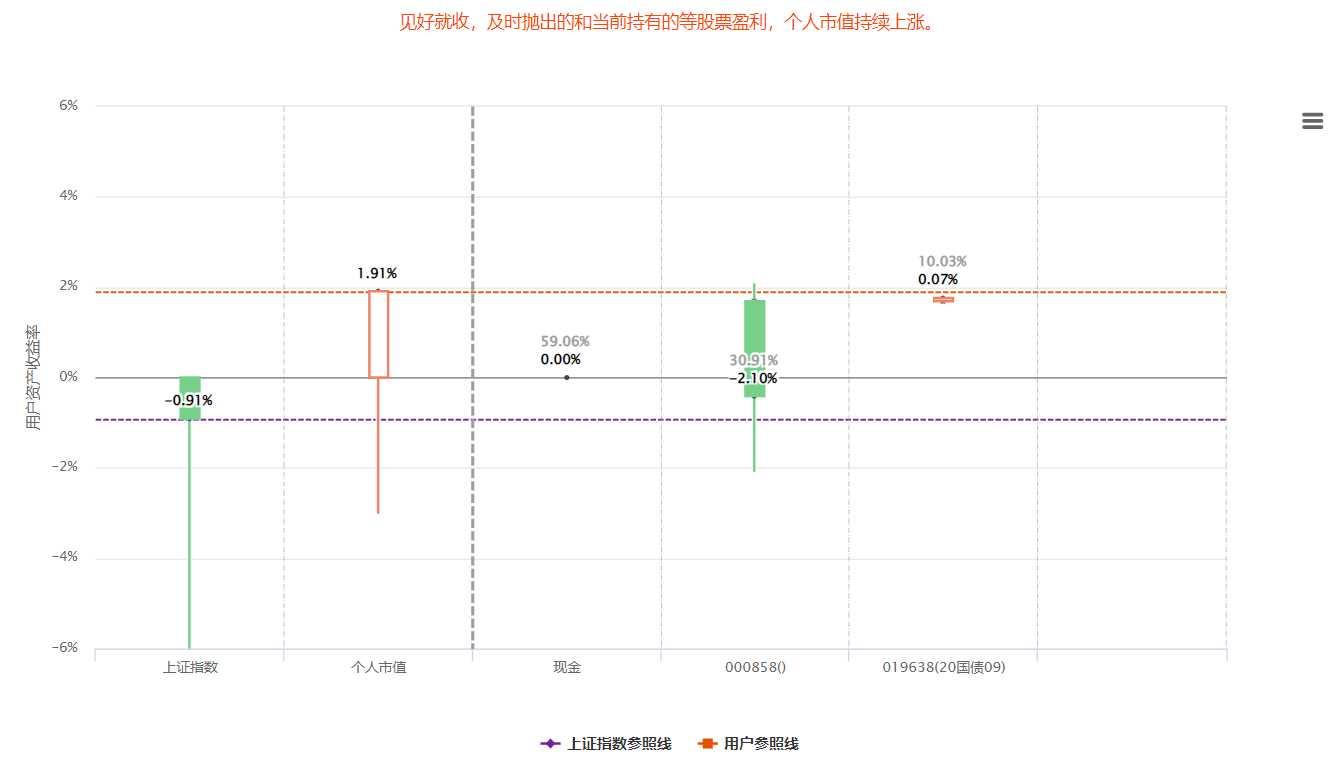 见好就收，及时抛出的和当前持有的等股票盈利，个人市值持续上涨。
6%
4%
2%
0%
−2%
−4%
−6%
用户资产收益率
−0.91%
1.91%
59.06%
0.00%
30.91%
−2.10%
10.03%
0.07%
上证指数
个人市值
现金
000858()
019638(20国债09)
上证指数参照线
用户参照线